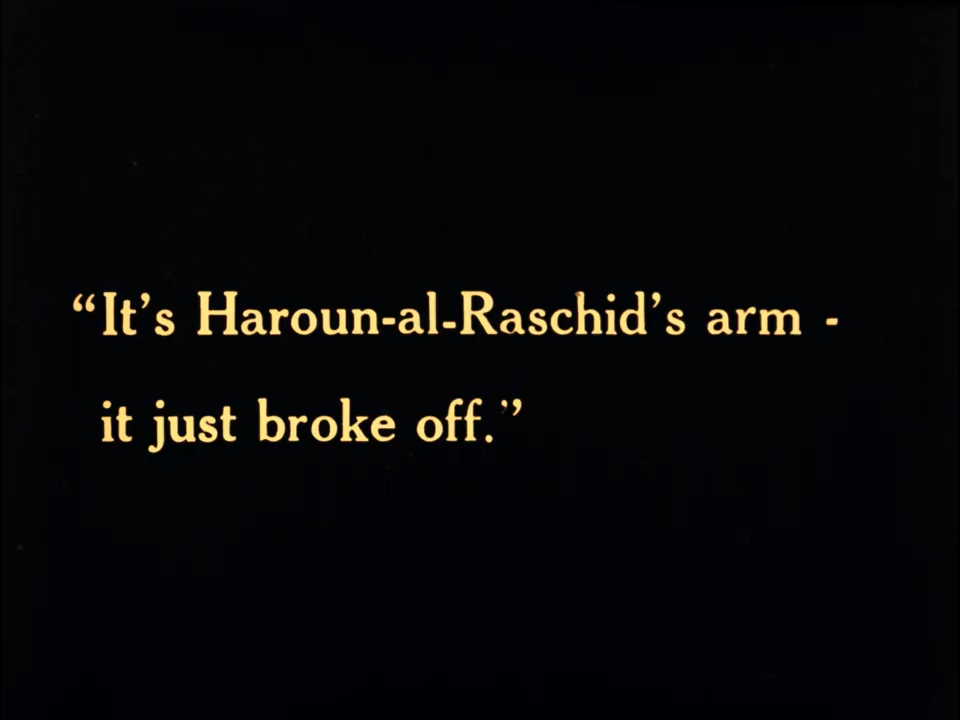 “It’s Haroun-al-Raschid’s arm -
it just broke off.”